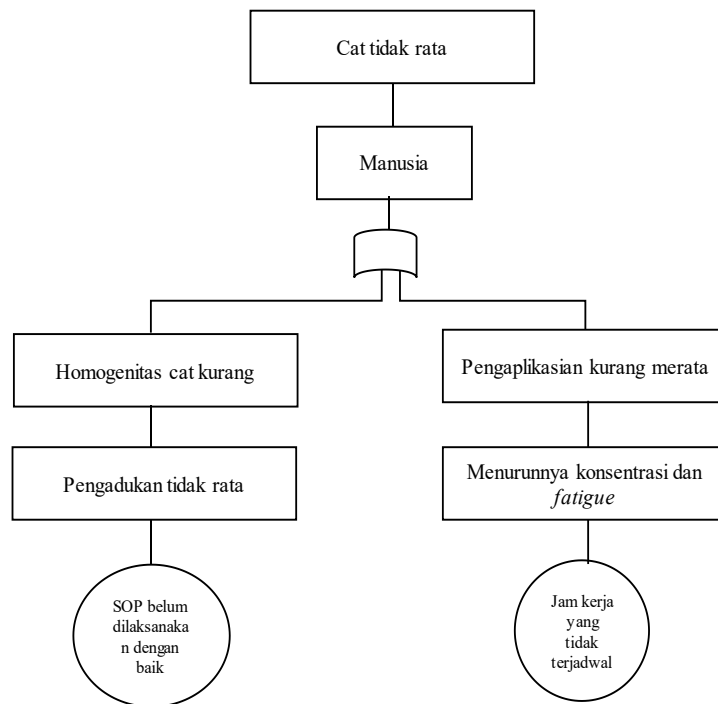 Cat tidak rata
Manusia
Homogenitas cat kurang
Pengaplikasian kurang merata
Pengadukan tidak rata
Menurunnya konsentrasi dan
fatigue
SOP belum
dilaksanaka
n dengan
baik
Jam kerja
yang
tidak
terjadwal